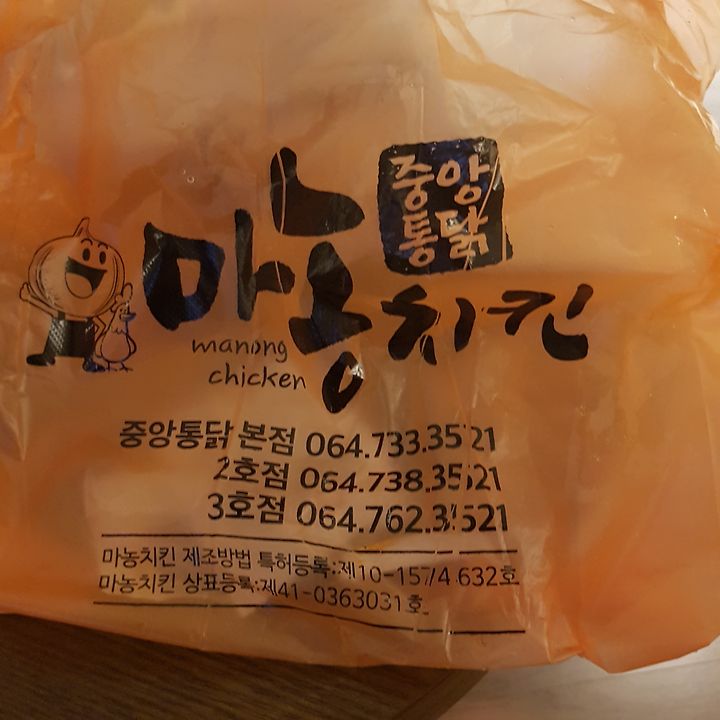 중앙
통닭
마농치킨
manong
chicken
중앙통닭 본점 064.733.3521
2호점 064.738.3521
3호점 064.762.3521
마농치킨 제조방법 특허등록:제10-1574632호
마농치킨 상표등록:제41-0363031호